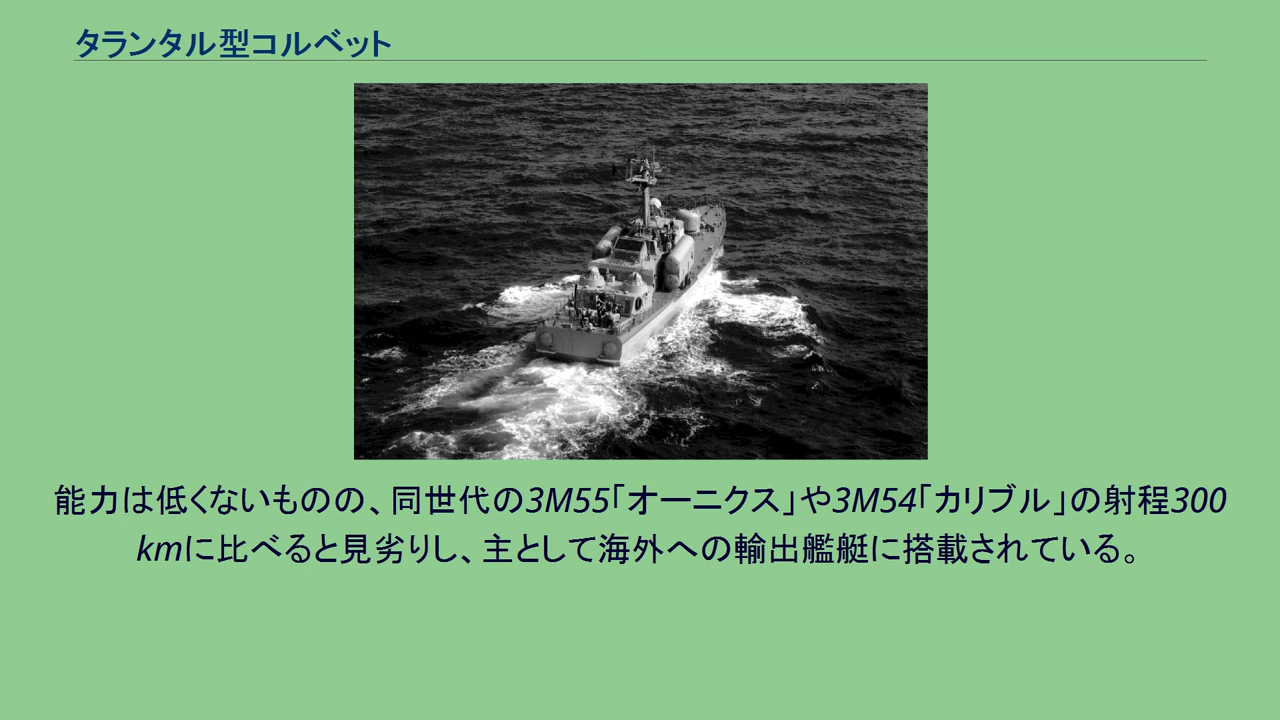 タランタル型コルベット
能力は低くないものの、同世代の3M55「オーニクス」や3M54「カリブル」の射程300
kmに比べると見劣りし、主として海外への輸出艦艇に搭載されている。